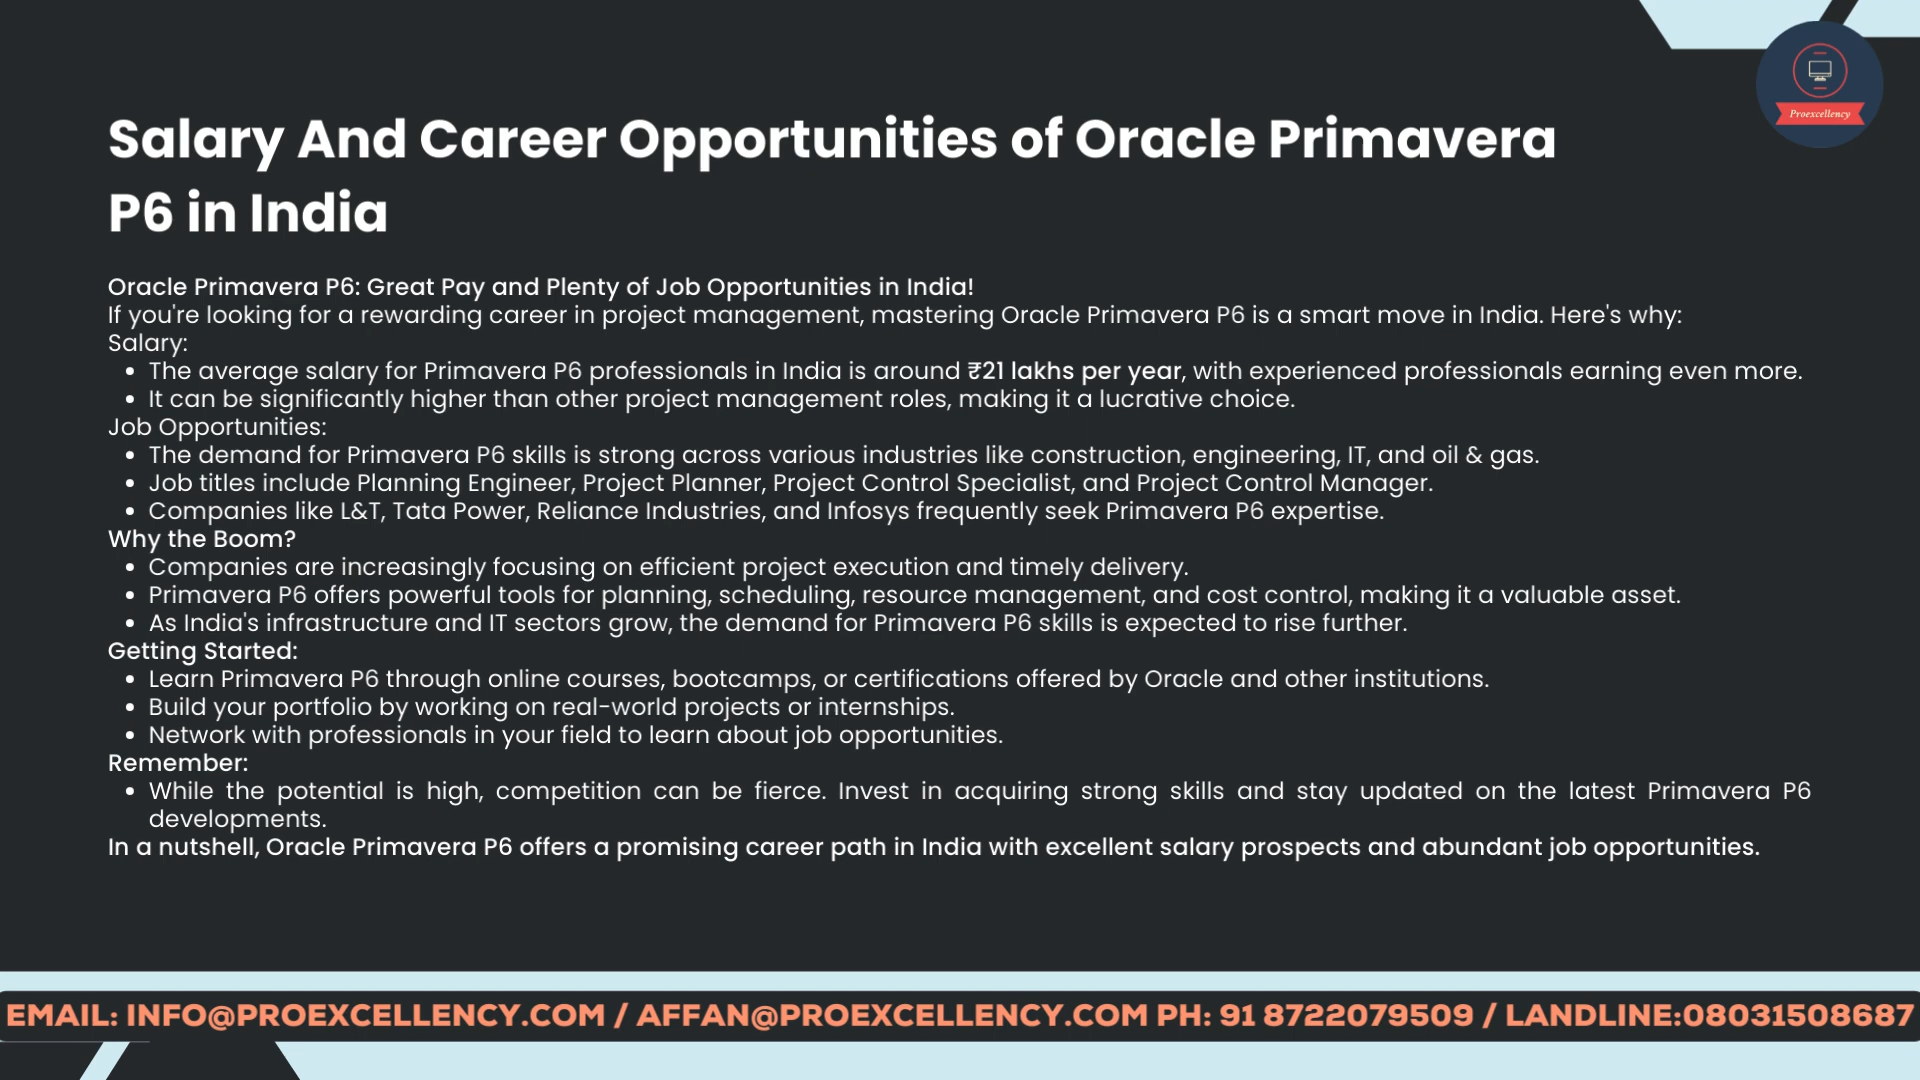 Proexcellency
Salary And Career Opportunities of Oracle Primavera
P6 in India
Oracle Primavera P6: Great Pay and Plenty of Job Opportunities in India!
If you're looking for a rewarding career in project management, mastering Oracle Primavera P6 is a smart move in India. Here's why:
Salary:
• The average salary for Primavera P6 professionals in India is around ₹21 lakhs per year, with experienced professionals earning even more.
• It can be significantly higher than other project management roles, making it a lucrative choice.
Job Opportunities:
• The demand for Primavera P6 skills is strong across various industries like construction, engineering, IT, and oil & gas.
• Job titles include Planning Engineer, Project Planner, Project Control Specialist, and Project Control Manager.
• Companies like L&T, Tata Power, Reliance Industries, and Infosys frequently seek Primavera P6 expertise.
Why the Boom?
• Companies are increasingly focusing on efficient project execution and timely delivery.
• Primavera P6 offers powerful tools for planning, scheduling, resource management, and cost control, making it a valuable asset.
• As India's infrastructure and IT sectors grow, the demand for Primavera P6 skills is expected to rise further.
Getting Started:
• Learn Primavera P6 through online courses, bootcamps, or certifications offered by Oracle and other institutions.
• Build your portfolio by working on real-world projects or internships.
• Network with professionals in your field to learn about job opportunities.
Remember:
• While the potential is high, competition can be fierce. Invest in acquiring strong skills and stay updated on the latest Primavera P6
developments.
In a nutshell, Oracle Primavera P6 offers a promising career path in India with excellent salary prospects and abundant job opportunities.
EMAIL: INFO@PROEXCELLENCY.COM / AFFAN@PROEXCELLENCY.COM PH: 91 8722079509 / LANDLINE:08031508687